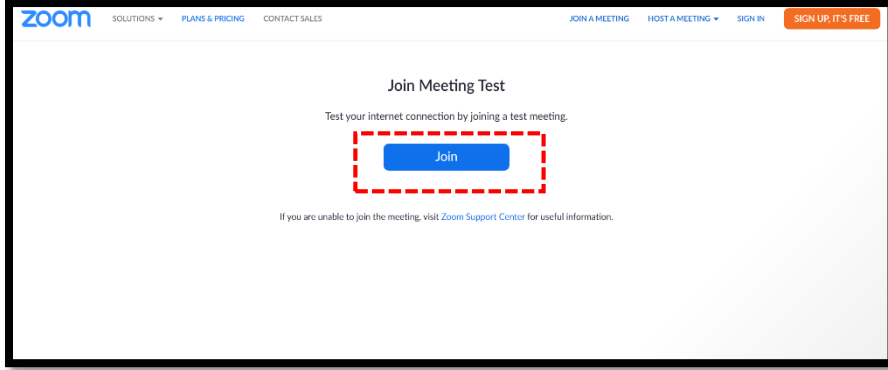 zoom SOLUTIONS PLANS & PRICING CONTACT SALES JOIN A MEETING HOST A MEETING SIGN IN SIGN UP, IT'S FREE
Join Meeting Test
Test your internet connection by joining a test meeting.
Join
If you are unable to join the meeting, visit Zoom Support Center for useful information.